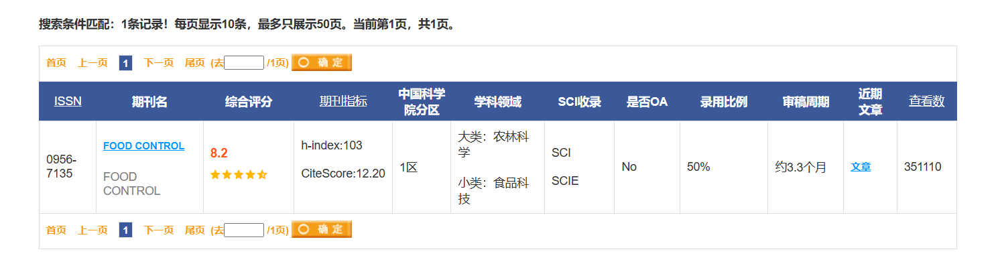 搜索条件匹配：1条记录！每页显示10条，最多只展示50页。当前第1页，共1页。
首页 上一页 1 下一页 尾页 (去 /1页) 确 定
ISSN 期刊名 综合评分 期刊指标 中国科学院分区 学科领域 SCI收录 是否OA 录用比例 审稿周期 近期文章 查看数
0956-7135
FOOD CONTROL
FOOD
CONTROL
8.2
h-index:103
CiteScore:12.20
1区
大类：农林科
学
小类：食品科
技
SCI
SCIE
No
50%
约3.3个月
文章
351110
首页 上一页 1 下一页 尾页 (去 /1页) 确 定